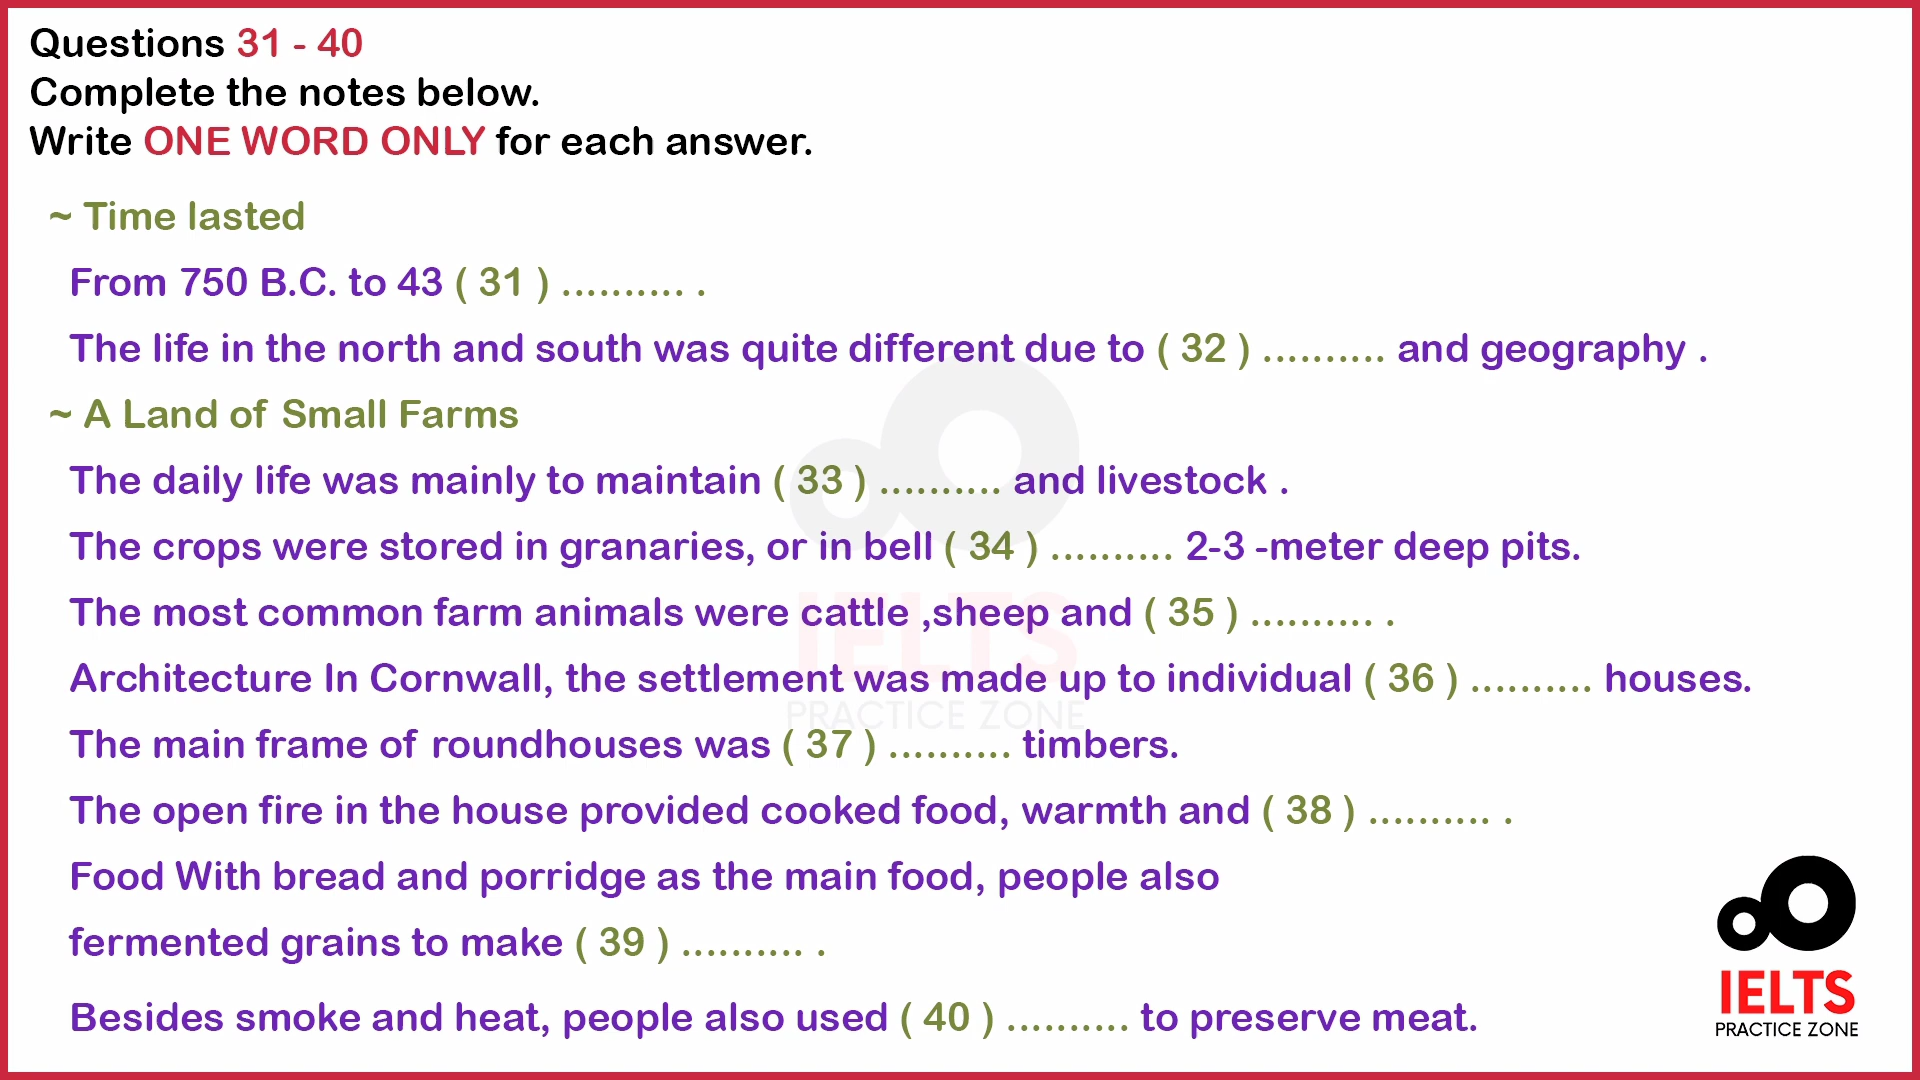 Questions 31 - 40
Complete the notes below.
Write ONE WORD ONLY for each answer.
~ Time lasted
From 750 B.C. to 43 ( 31 ) .......... .
The life in the north and south was quite different due to ( 32 ) .......... and geography .
~ A Land of Small Farms
The daily life was mainly to maintain ( 33 ) .......... and livestock .
The crops were stored in granaries, or in bell ( 34 ) .......... 2-3 -meter deep pits.
The most common farm animals were cattle ,sheep and ( 35 ) .......... .
Architecture In Cornwall, the settlement was made up to individual ( 36 ) .......... houses.
The main frame of roundhouses was ( 37 ) .......... timbers.
The open fire in the house provided cooked food, warmth and ( 38 ) .......... .
Food With bread and porridge as the main food, people also
fermented grains to make ( 39 ) .......... .
Besides smoke and heat, people also used ( 40 ) .......... to preserve meat.
IELTS
PRACTICE ZONE
IELTS
PRACTICE ZONE